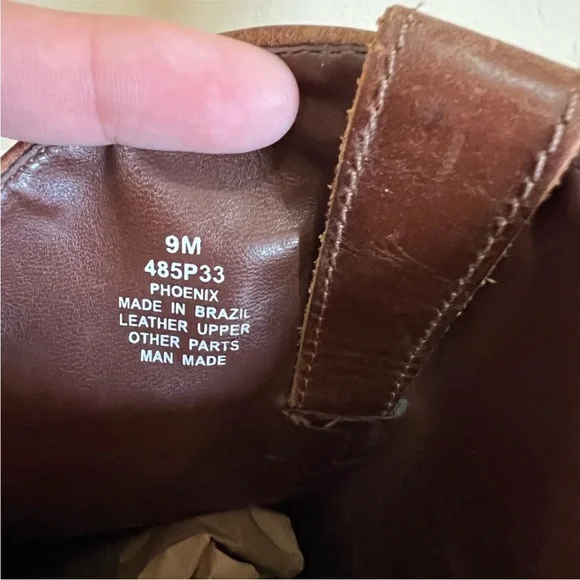 9M
485P33
PHOENIX
MADE IN BRAZIL
LEATHER UPPER
OTHER PARTS
MAN MADE